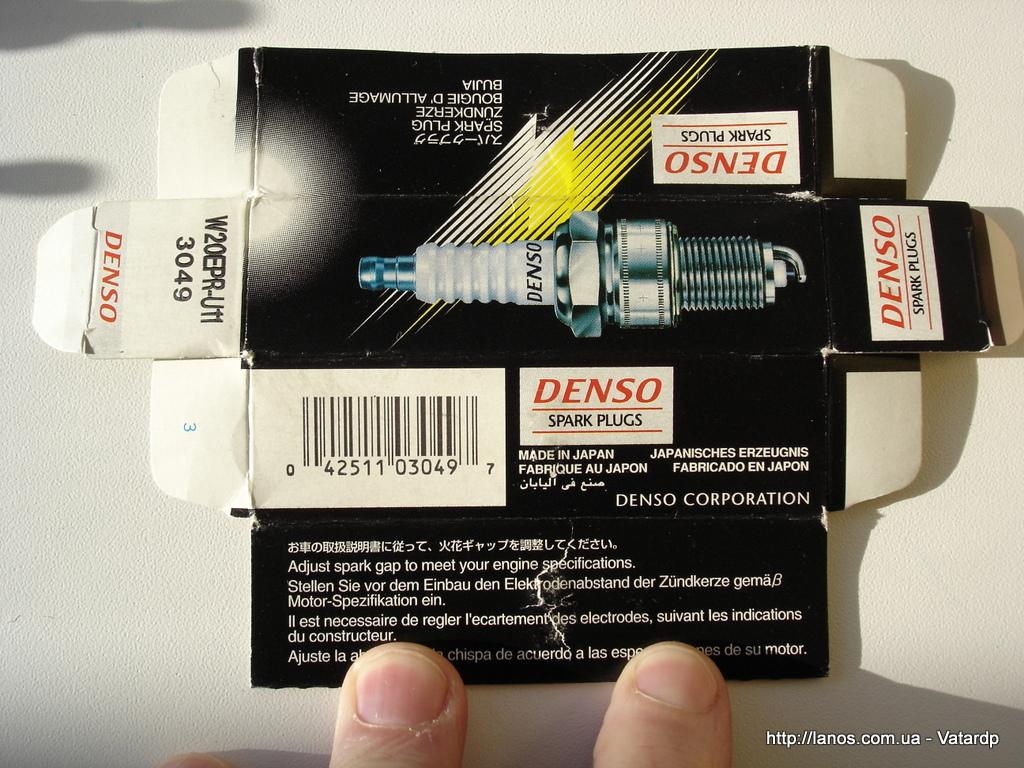 スパークプラグ
SPARK PLUG
ZÜNDKERZE
BOUGIE D'ALLUMAGE
BUJIA
DENSO
SPARK PLUGS
DENSO
W20EPR-U11
3049
DENSO
DENSO
SPARK PLUGS
3
0 42511 03049 7
DENSO
SPARK PLUGS
MADE IN JAPAN JAPANISCHES ERZEUGNIS
FABRIQUE AU JAPON FABRICADO EN JAPON
صنع في اليابان
DENSO CORPORATION
お車の取扱説明書に従って、火花ギャップを調整してください。
Adjust spark gap to meet your engine specifications.
Stellen Sie vor dem Einbau den Elektrodenabstand der Zündkerze gemäβ
Motor-Spezifikation ein.
Il est necessaire de regler l'ecartement des electrodes, suivant les indications
du constructeur.
Ajuste la chispa de acuerdo a las de su motor.
http://lanos.com.ua - Vatardp